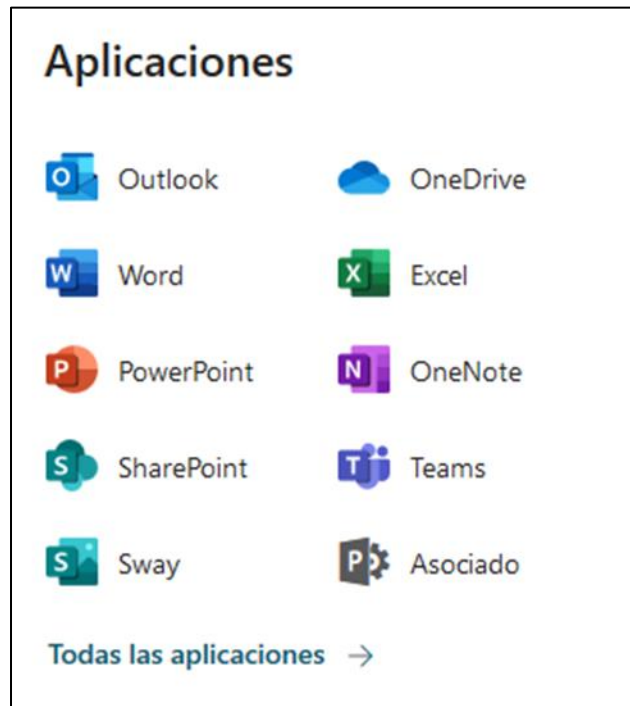 Aplicaciones
Outlook OneDrive
Word Excel
PowerPoint OneNote
SharePoint Teams
Sway Asociado
Todas las aplicaciones →